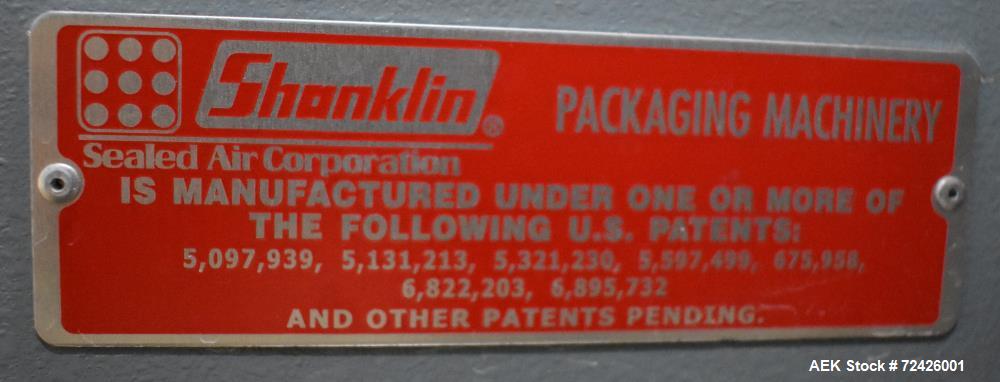 Shanklin®
PACKAGING MACHINERY
Sealed Air Corporation
IS MANUFACTURED UNDER ONE OR MORE OF
THE FOLLOWING U.S. PATENTS:
5,097,939, 5,131,213, 5,321,230, 5,597,499, 675,958,
6,822,203, 6,895,732
AND OTHER PATENTS PENDING.
AEK Stock # 72426001